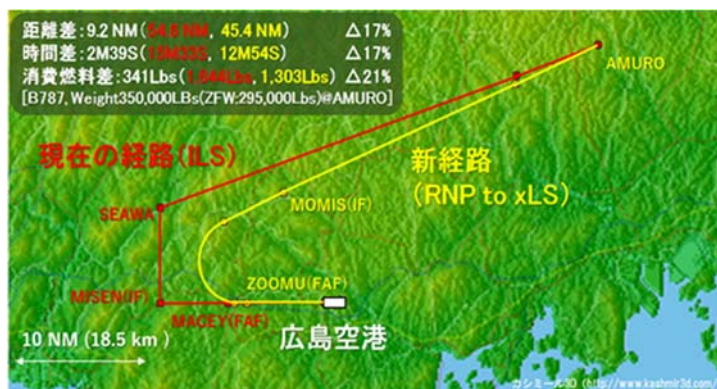 距離差:9.2 NM(54.6 NM, 45.4 NM) △17%
時間差:2M39S(15M33S, 12M54S) △17%
消費燃料差:341Lbs(1,644Lbs, 1,303Lbs) △21%
[B787, Weight350,000LBs(ZFW:295,000Lbs)@AMURO]
AMURO
現在の経路(ILS)
新経路
(RNP to xLS)
SEAWA
MOMIS(IF)
ZOOMU(FAF)
MISEN(IF)
MACEY(FAF)
広島空港
10 NM (18.5 km )
カシミール3D (http://www.kashmir3d.com)